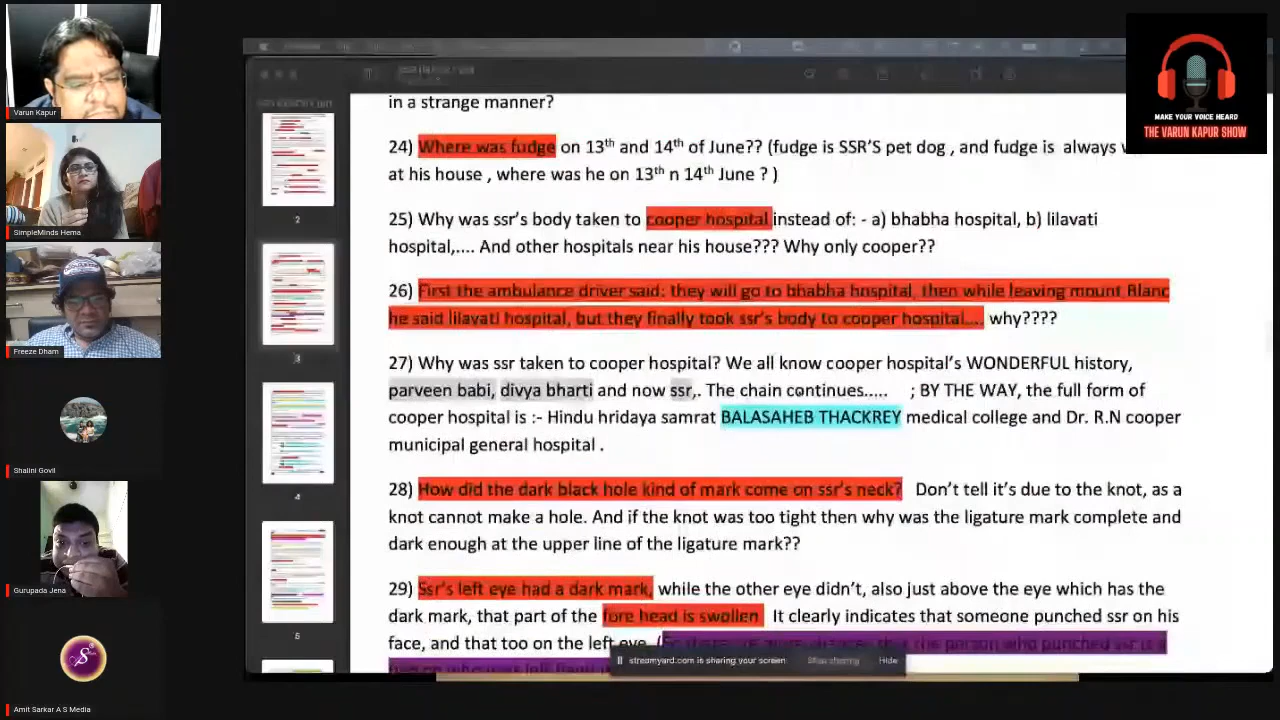 Varun Kapur
SimpleMinds Hema
Freeze Dham
Shalini Govil
Gurupada Jena
Amit Sarkar A S Media
MAKE YOUR VOICE HEARD
THE VARUN KAPUR SHOW
2
3
4
5
in a strange manner?
24) Where was fudge on 13th and 14th of June?? (fudge is SSR'S pet dog , and fudge is always
at his house , where was he on 13th n 14th June ? )
25) Why was ssr's body taken to cooper hospital instead of: - a) bhabha hospital, b) lilavati
hospital,.... And other hospitals near his house??? Why only cooper??
26) First the ambulance driver said: they will go to bhabha hospital, then while leaving mount Blanc
he said lilavati hospital, but they finally took ssr's body to cooper hospital.... why????
27) Why was ssr taken to cooper hospital? We all know cooper hospital's WONDERFUL history,
parveen babi divya bharti and now ssr,. The pain continues..... ; BY THE WAY, the full form of
cooper hospital is :- Hindu hridaya samrat BALASAHEB THACKREY medical college and Dr. R.N cooper
municipal general hospital .
28) How did the dark black hole kind of mark come on ssr's neck? Don't tell it's due to the knot, as a
knot cannot make a hole. And if the knot was too tight then why was the ligature mark complete and
dark enough at the upper line of the ligature mark??
29) Ssr's left eye had a dark mark, while the other eye didn't, also just above the eye which has the
dark mark, that part of the fore head is swollen It clearly indicates that someone punched ssr on his
face, and that too on the left eye. the person who punched ssr is a
streamyard.com is sharing your screen. Stop sharing Hide